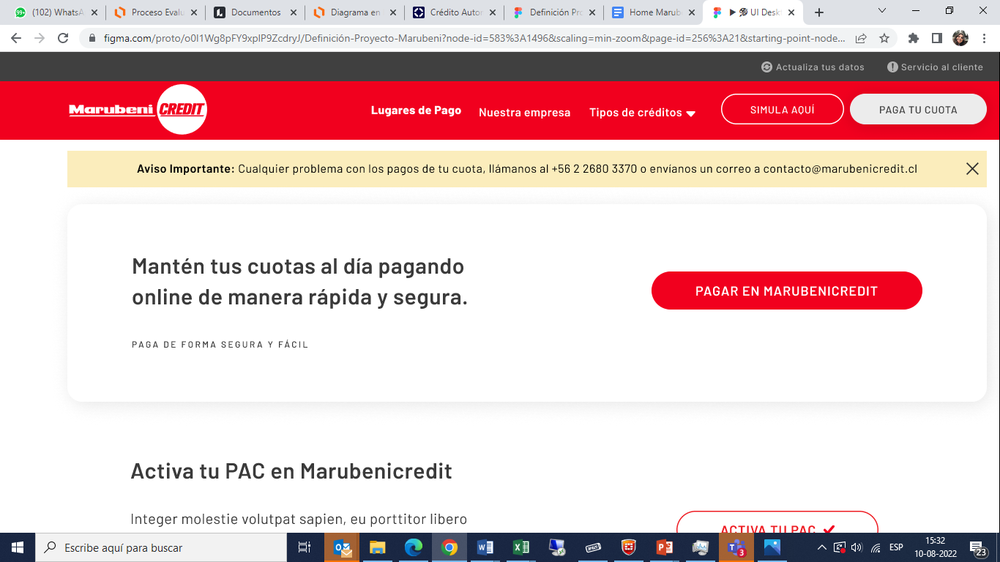 (102) WhatsA
Proceso Evalu
Documentos
Diagrama en
Crédito Autor
Definición Pro
Home Marub
UI Desk
figma.com/proto/o0I1Wg8pFY9xplP9ZcdryJ/Definición-Proyecto-Marubeni?node-id=583%3A1496&scaling=min-zoom&page-id=256%3A21&starting-point-node...
Actualiza tus datos
Servicio al cliente
Marubeni CREDIT
Lugares de Pago
Nuestra empresa
Tipos de créditos
SIMULA AQUÍ
PAGA TU CUOTA
Aviso Importante: Cualquier problema con los pagos de tu cuota, llámanos al +56 2 2680 3370 o envíanos un correo a contacto@marubenicredit.cl
Mantén tus cuotas al día pagando
online de manera rápida y segura.
PAGAR EN MARUBENICREDIT
PAGA DE FORMA SEGURA Y FÁCIL
Activa tu PAC en Marubenicredit
Integer molestie volutpat sapien, eu porttitor libero
ACTIVA TU PAC
Escribe aquí para buscar
3
ESP
15:32
10-08-2022
23